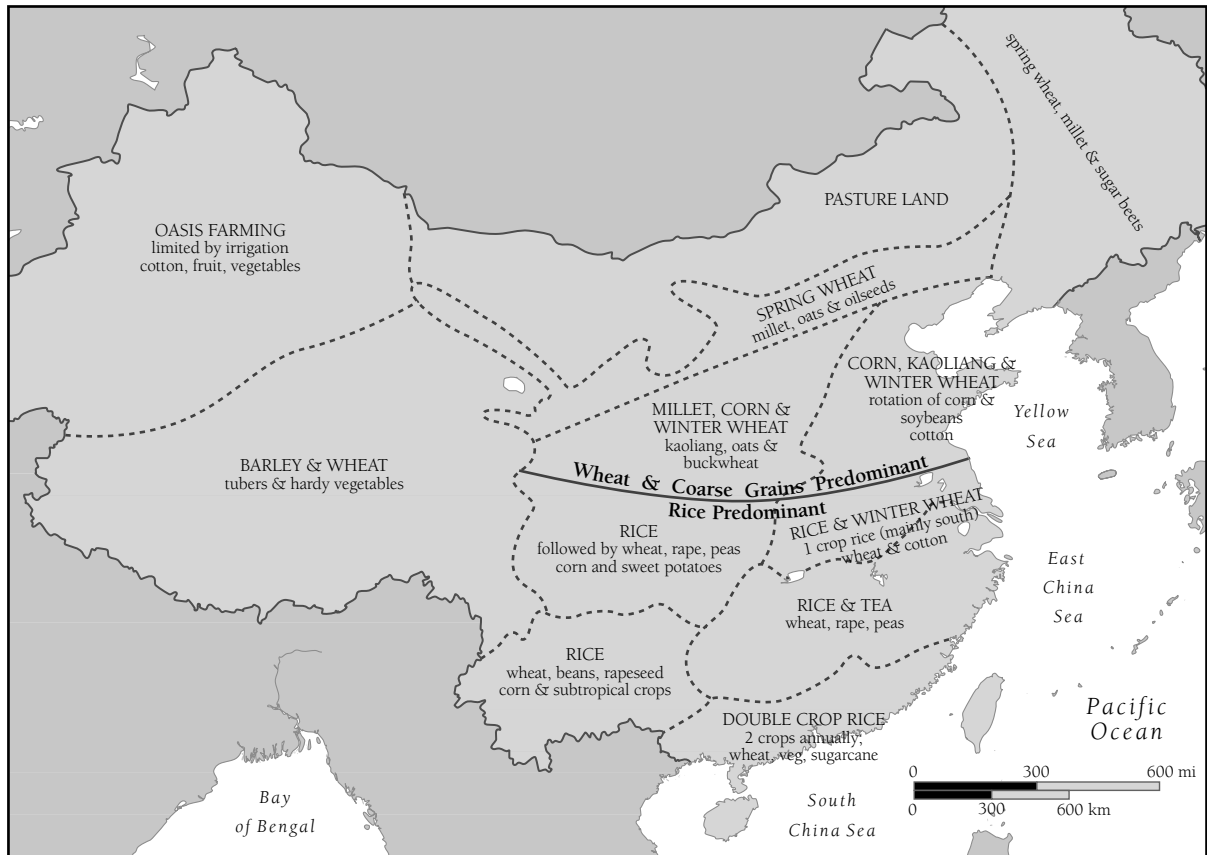 spring wheat, millet & sugar beets
PASTURE LAND
OASIS FARMING
limited by irrigation
cotton, fruit, vegetables
SPRING WHEAT
millet, oats & oilseeds
CORN, KAOLIANG &
WINTER WHEAT
rotation of corn &
soybeans
cotton
MILLET, CORN &
WINTER WHEAT
kaoliang, oats &
buckwheat
Yellow
Sea
BARLEY & WHEAT
tubers & hardy vegetables
Wheat & Coarse Grains Predominant
Rice Predominant
RICE
followed by wheat, rape, peas
corn and sweet potatoes
RICE & WINTER WHEAT
1 crop rice (mainly south)
wheat & cotton
East
China
Sea
RICE & TEA
wheat, rape, peas
RICE
wheat, beans, rapeseed
corn & subtropical crops
DOUBLE CROP RICE
2 crops annually;
wheat, veg, sugarcane
Pacific
Ocean
0 300 600 mi
0 300 600 km
Bay
of Bengal
South
China Sea